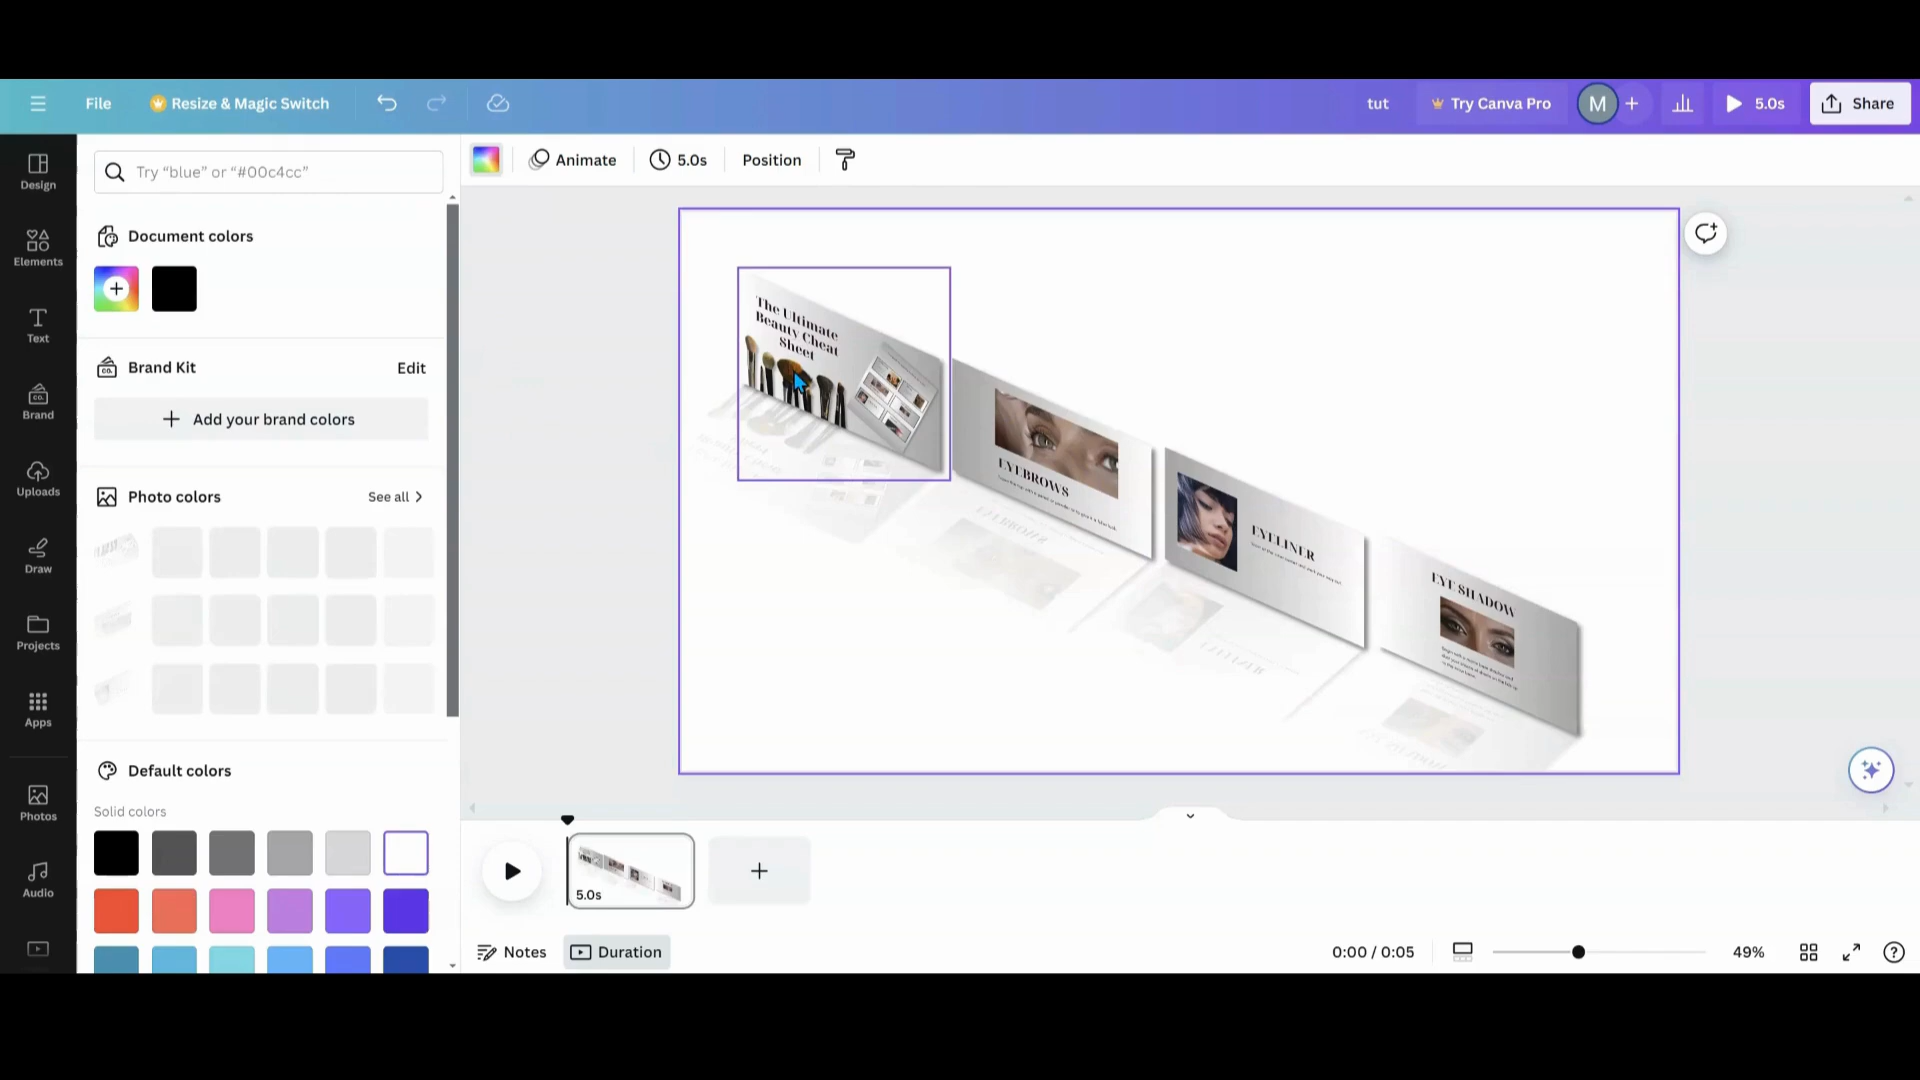 File
Resize & Magic Switch
tut
Try Canva Pro
M
5.0s
Share
Design
Elements
Text
Brand
Uploads
Draw
Projects
Apps
Photos
Audio
Try “blue” or “#00c4cc”
Document colors
Brand Kit
Edit
Add your brand colors
Photo colors
See all
Default colors
Solid colors
Animate
5.0s
Position
The Ultimate
Beauty Cheat
Sheet
EYEBROWS
EYELINER
EYE SHADOW
5.0s
Notes
Duration
0:00 / 0:05
49%